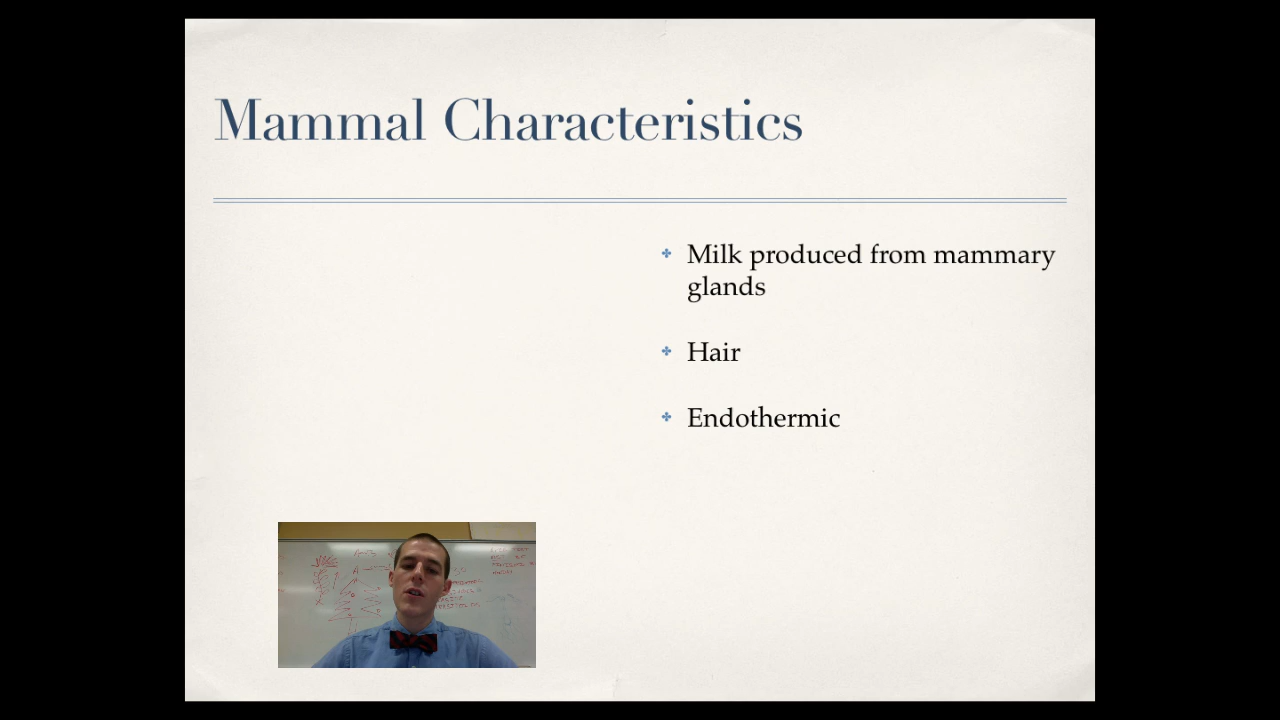 Mammal Characteristics
Milk produced from mammary
glands
Hair
Endothermic